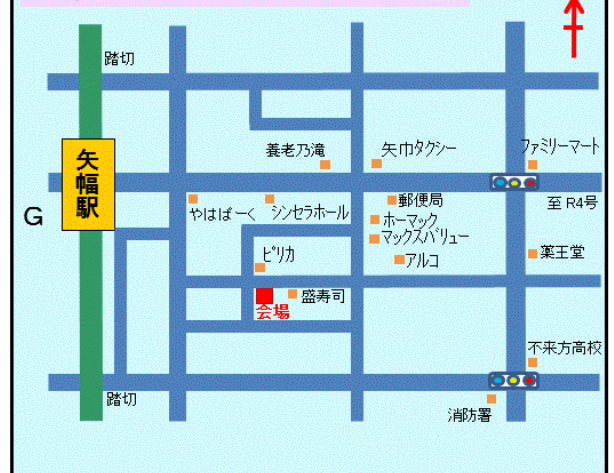 踏切
養老乃滝
矢巾タクシー
ファミリーマート
矢幅駅
至 R4号
G
やはぱーく
シンセラホール
郵便局
ホーマック
マックスバリュー
ピリカ
アルコ
薬王堂
盛寿司
会場
不来方高校
踏切
消防署